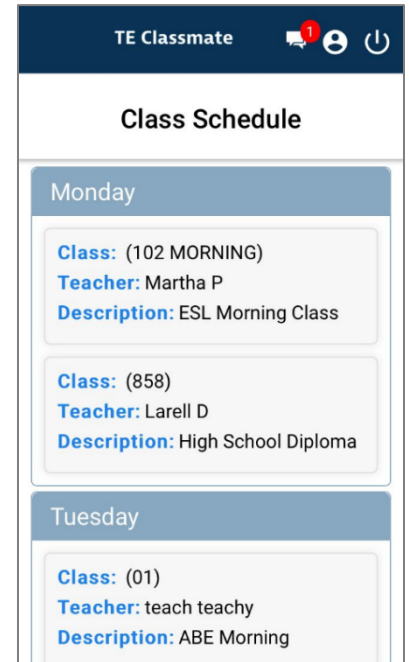 TE Classmate 1
Class Schedule
Monday
Class: (102 MORNING)
Teacher: Martha P
Description: ESL Morning Class
Class: (858)
Teacher: Larell D
Description: High School Diploma
Tuesday
Class: (01)
Teacher: teach teachy
Description: ABE Morning